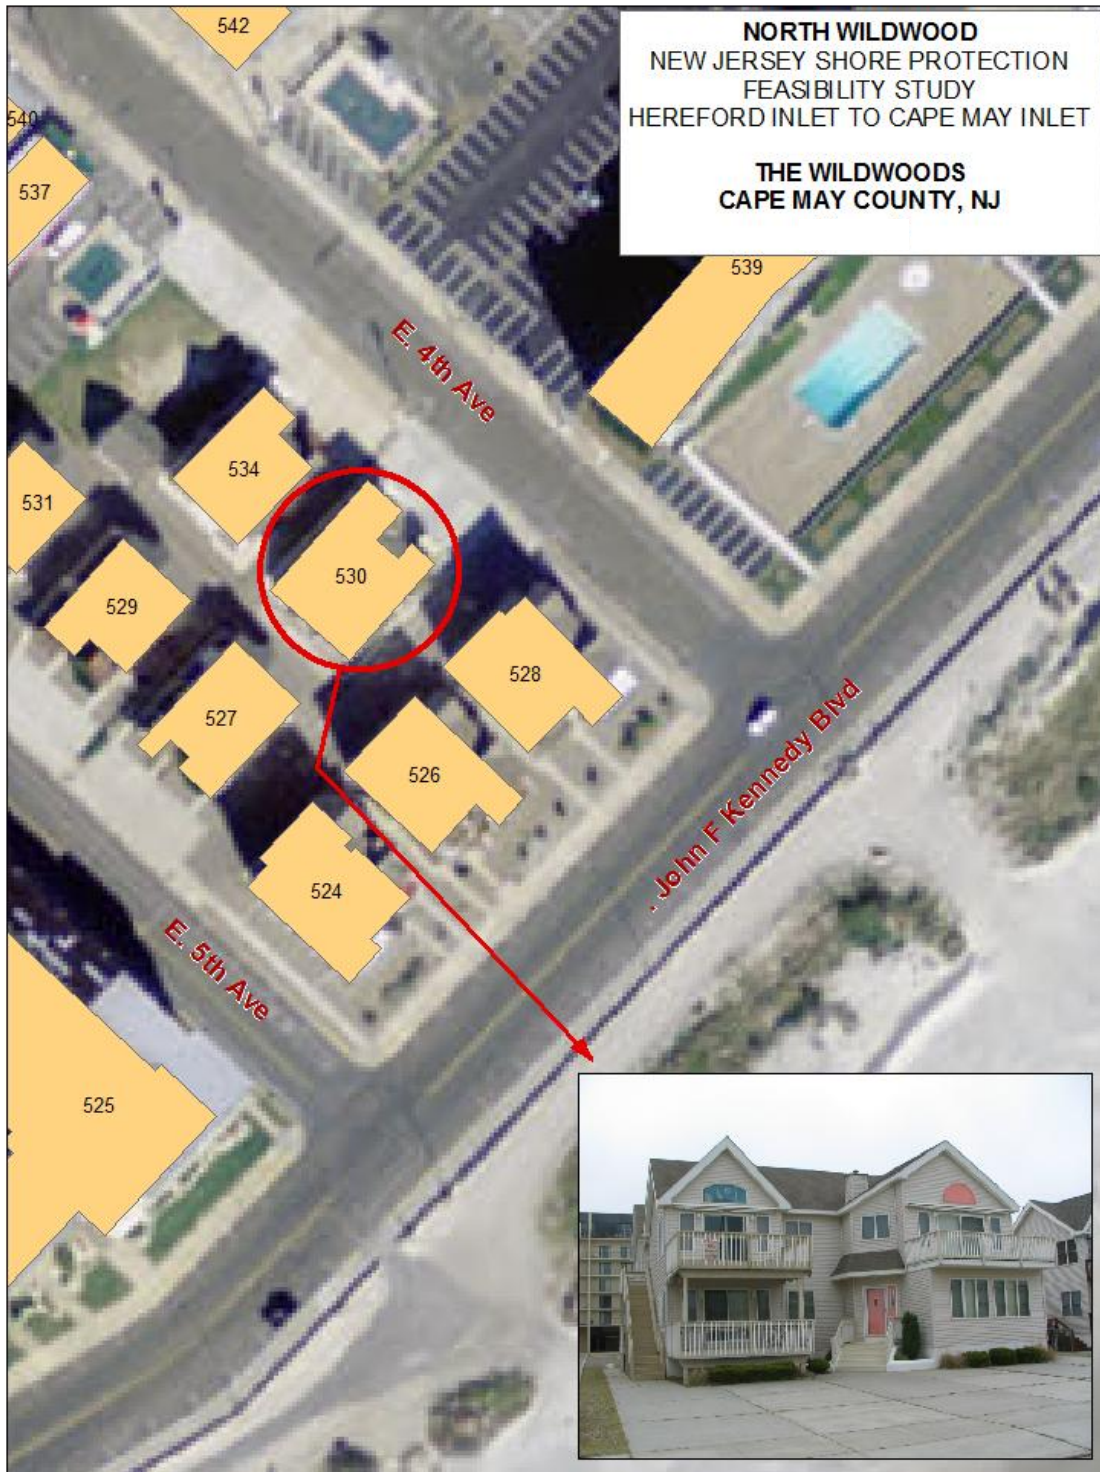 NORTH WILDWOOD
NEW JERSEY SHORE PROTECTION
FEASIBILITY STUDY
HEREFORD INLET TO CAPE MAY INLET
THE WILDWOODS
CAPE MAY COUNTY, NJ
542
540
537
539
E. 4th Ave
534
531
530
529
528
527
526
. John F Kennedy Blvd
524
E. 5th Ave
525